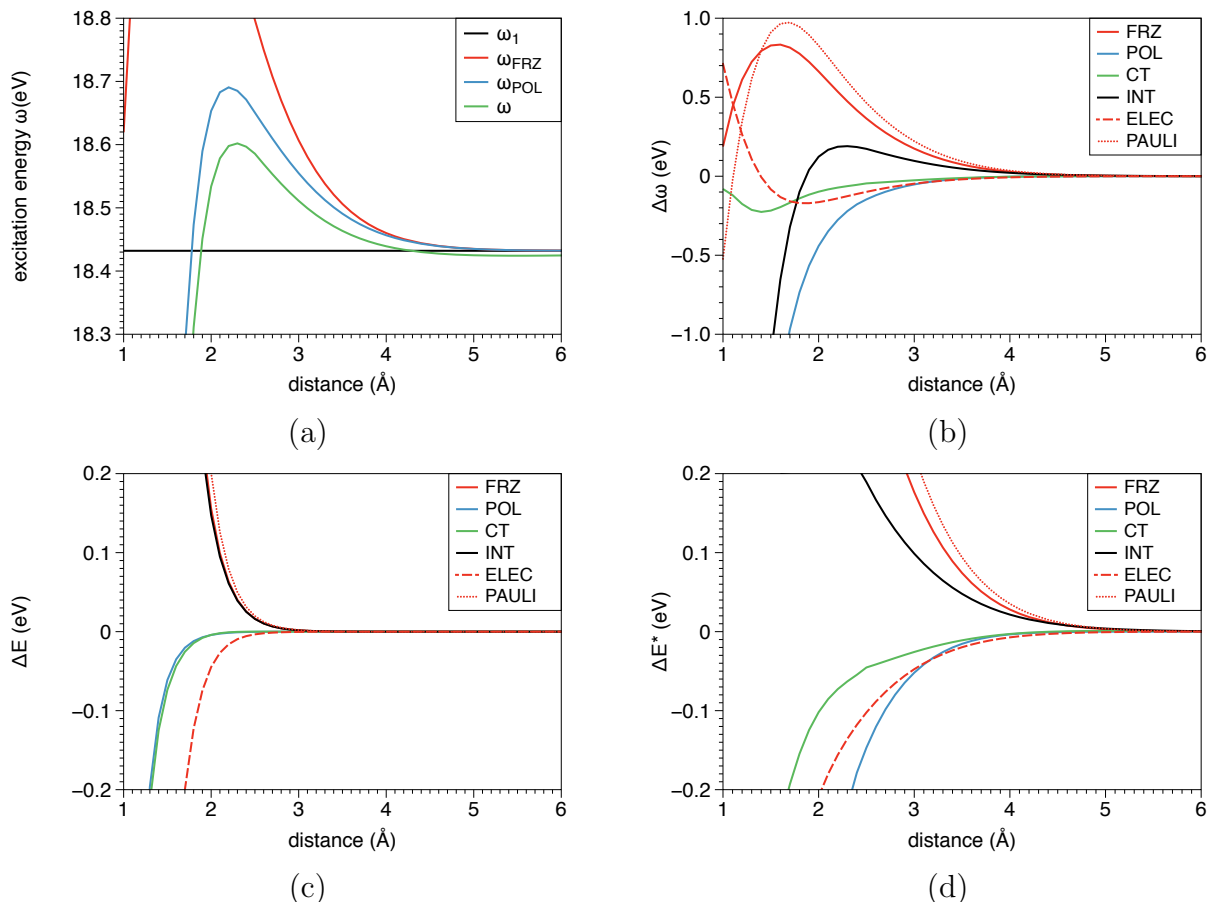 excitation energy ω(eV)
18.8
18.7
18.6
18.5
18.4
18.3
ω1
ωFRZ
ωPOL
ω
1 2 3 4 5 6
distance (Å)
(a)
Δω (eV)
1.0
0.5
0
−0.5
−1.0
FRZ
POL
CT
INT
ELEC
PAULI
1 2 3 4 5 6
distance (Å)
(b)
ΔE (eV)
0.2
0.1
0
−0.1
−0.2
FRZ
POL
CT
INT
ELEC
PAULI
1 2 3 4 5 6
distance (Å)
(c)
ΔE* (eV)
0.2
0.1
0
−0.1
−0.2
FRZ
POL
CT
INT
ELEC
PAULI
1 2 3 4 5 6
distance (Å)
(d)